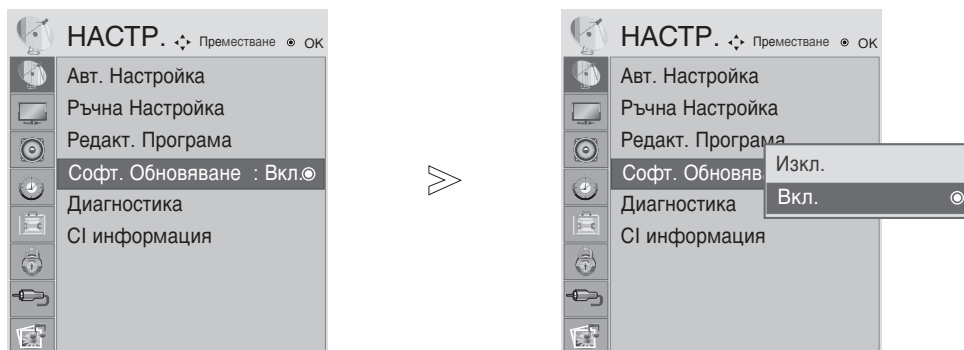 НАСТР. Преместване OK
Авт. Настройка
Ръчна Настройка
Редакт. Програма
Софт. Обновяване : Вкл.
Диагностика
CI информация
НАСТР. Преместване OK
Авт. Настройка
Ръчна Настройка
Редакт. Програма
Софт. Обновяв
Диагностика
CI информация
Изкл.
Вкл.